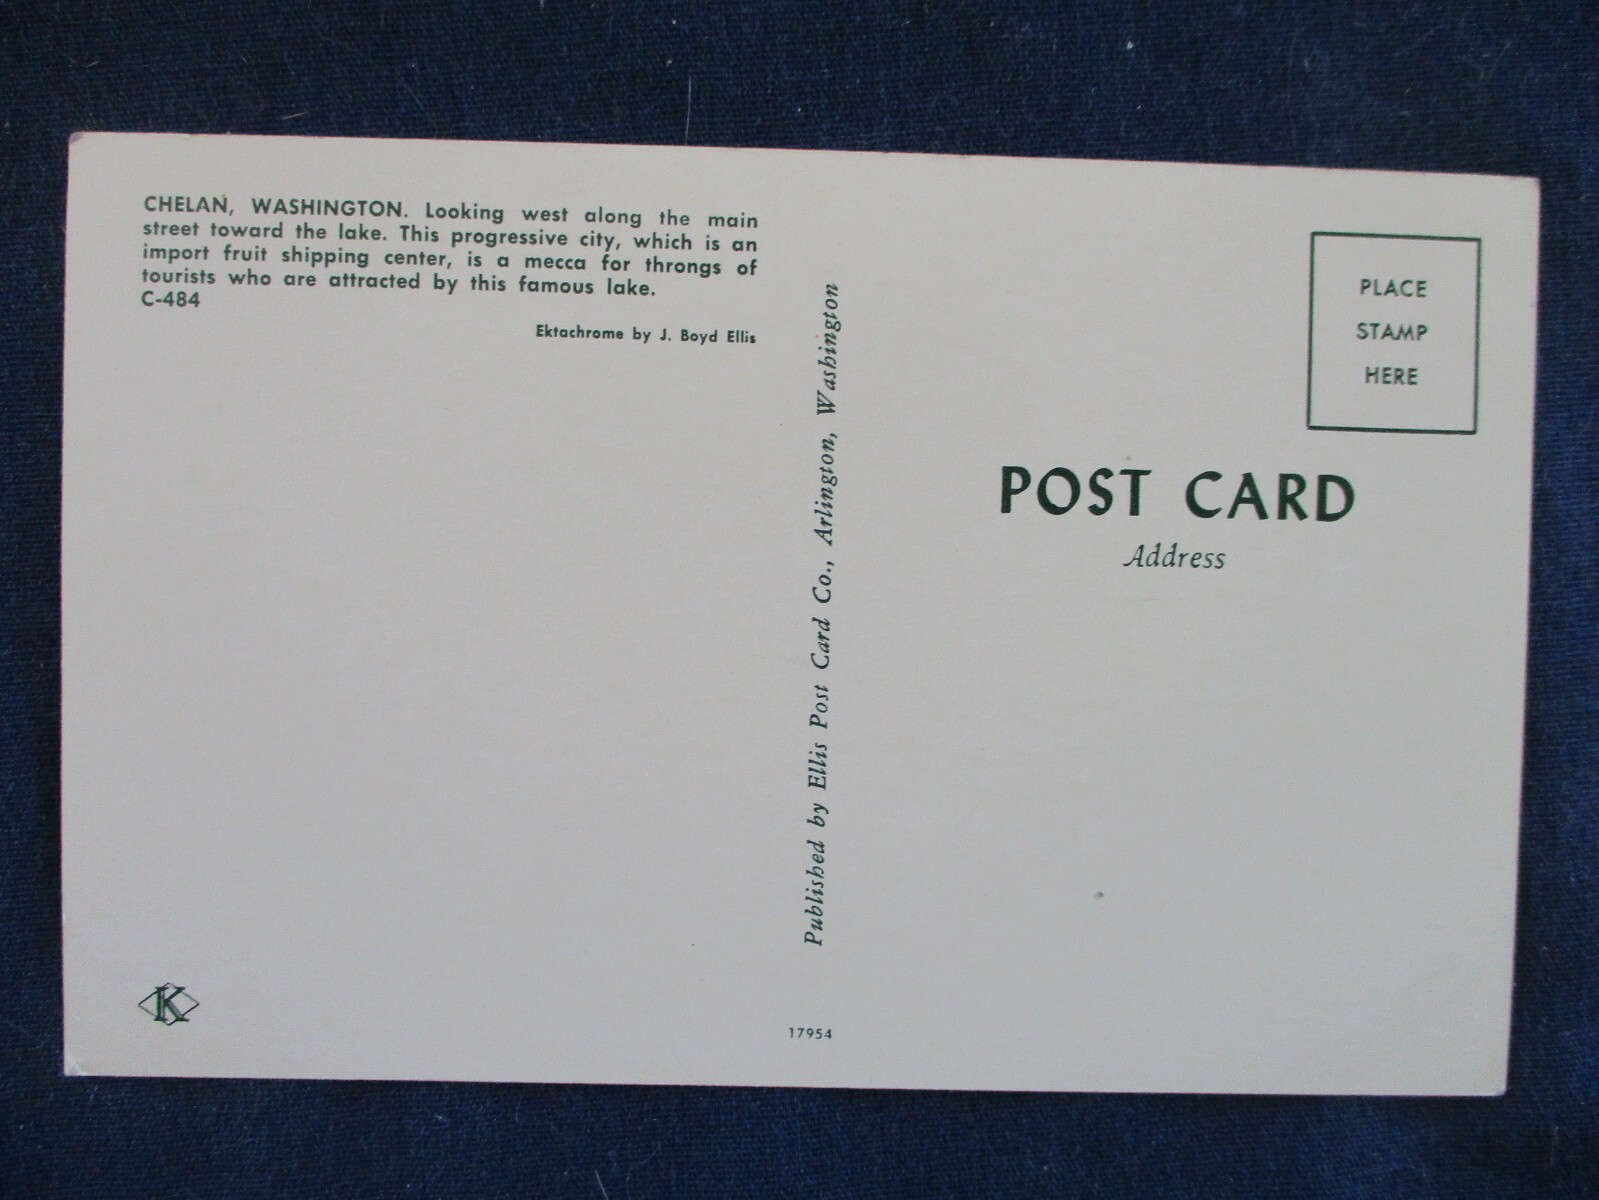 CHELAN, WASHINGTON. Looking west along the main
street toward the lake. This progressive city, which is an
import fruit shipping center, is a mecca for throngs of
tourists who are attracted by this famous lake.
C-484
Ektachrome by J. Boyd Ellis
Published by Ellis Post Card Co., Arlington, Washington
PLACE
STAMP
HERE
POST CARD
Address
K
17954